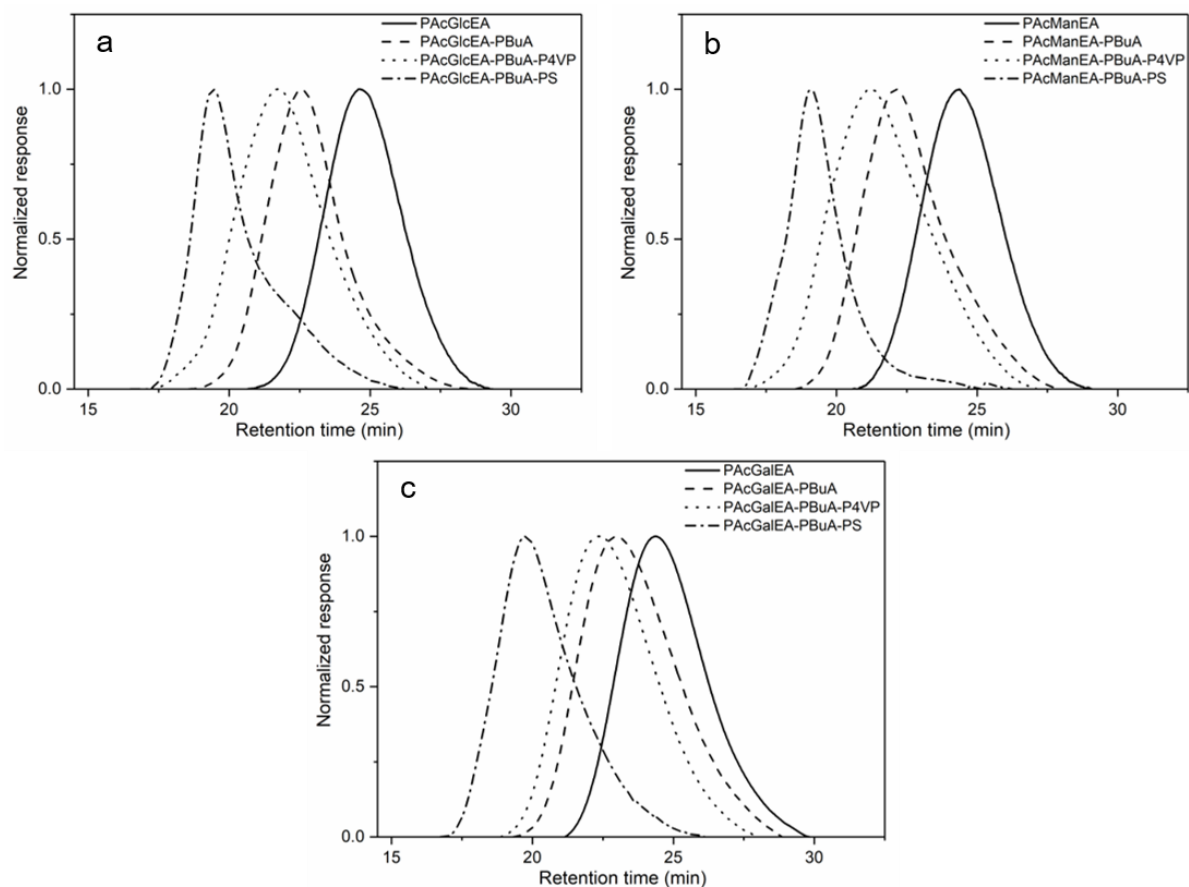 a
PAcGlcEA
PAcGlcEA-PBuA
PAcGlcEA-PBuA-P4VP
PAcGlcEA-PBuA-PS
1.0
0.5
0.0
Normalized response
15 20 25 30
Retention time (min)
b
PAcManEA
PAcManEA-PBuA
PAcManEA-PBuA-P4VP
PAcManEA-PBuA-PS
1.0
0.5
0.0
Normalized response
15 20 25 30
Retention time (min)
c
PAcGalEA
PAcGalEA-PBuA
PAcGalEA-PBuA-P4VP
PAcGalEA-PBuA-PS
1.0
0.5
0.0
Normalized response
15 20 25 30
Retention time (min)